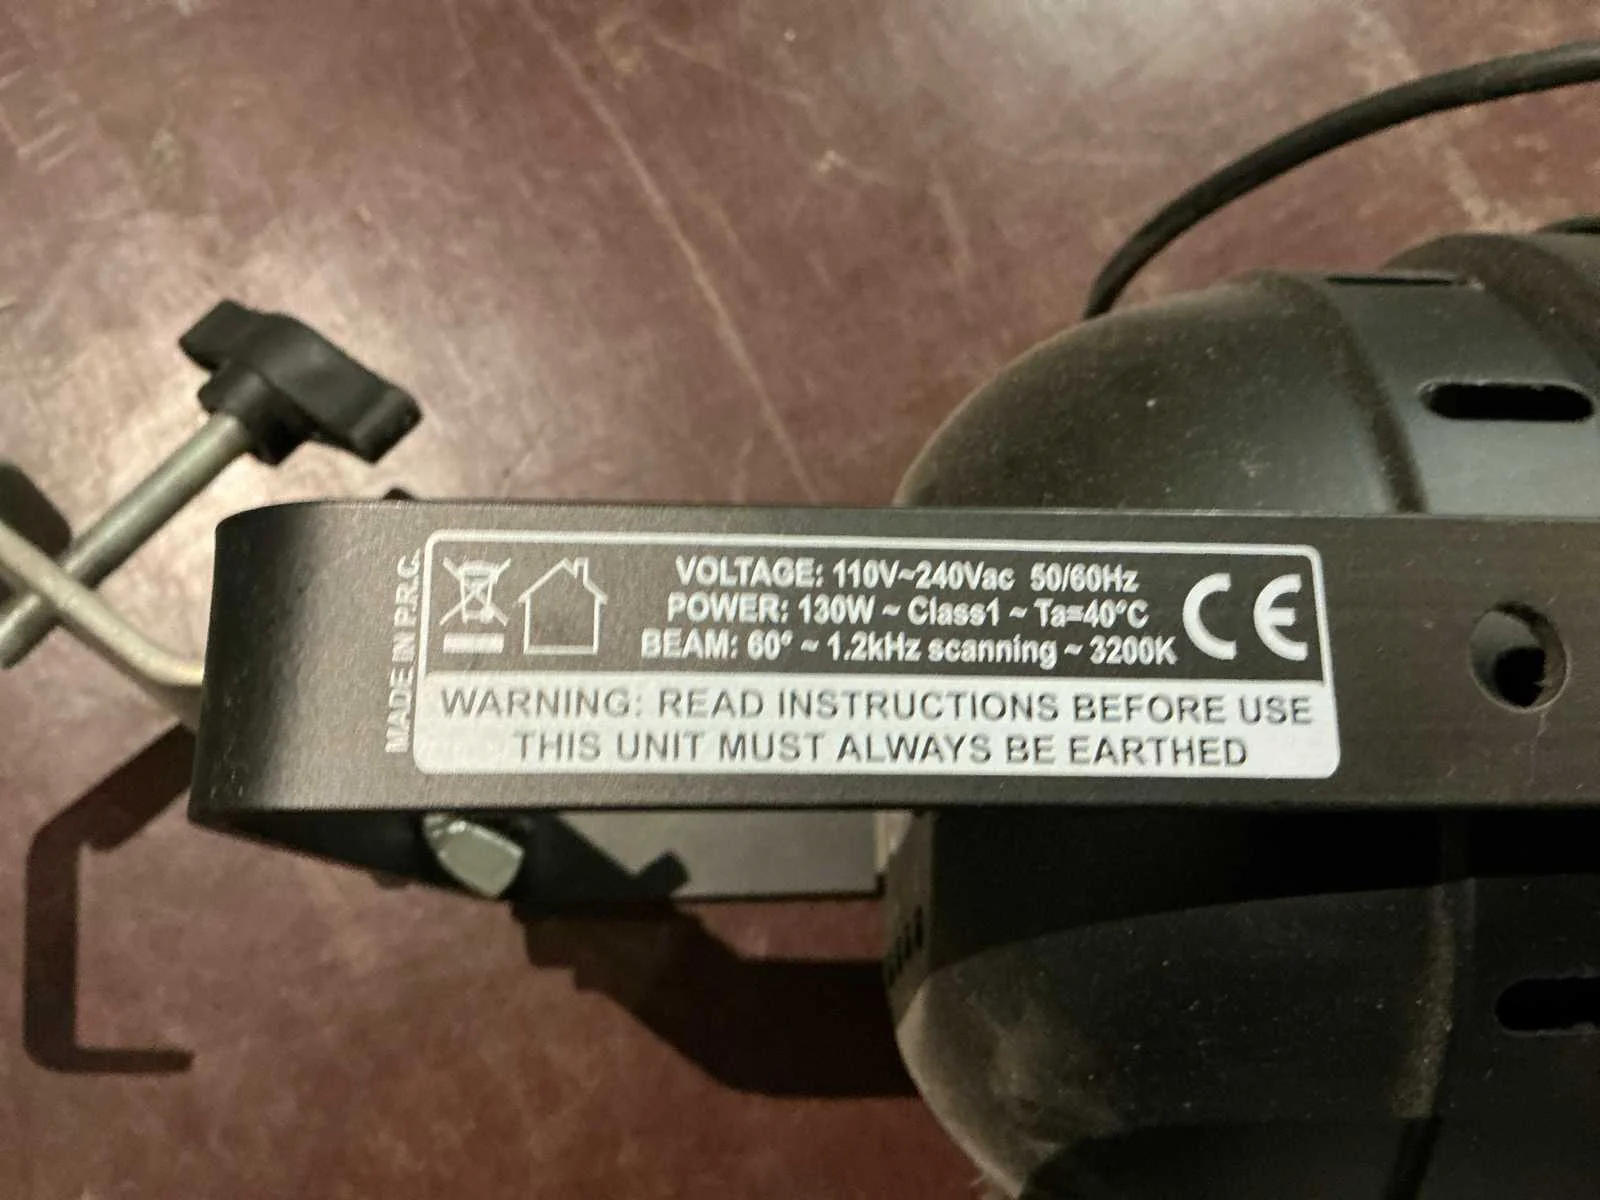 MADE IN P.R.C.
VOLTAGE: 110V~240Vac 50/60Hz
POWER: 130W ~ Class1 ~ Ta=40°C
BEAM: 60° ~ 1.2kHz scanning ~ 3200K
CE
WARNING: READ INSTRUCTIONS BEFORE USE
THIS UNIT MUST ALWAYS BE EARTHED